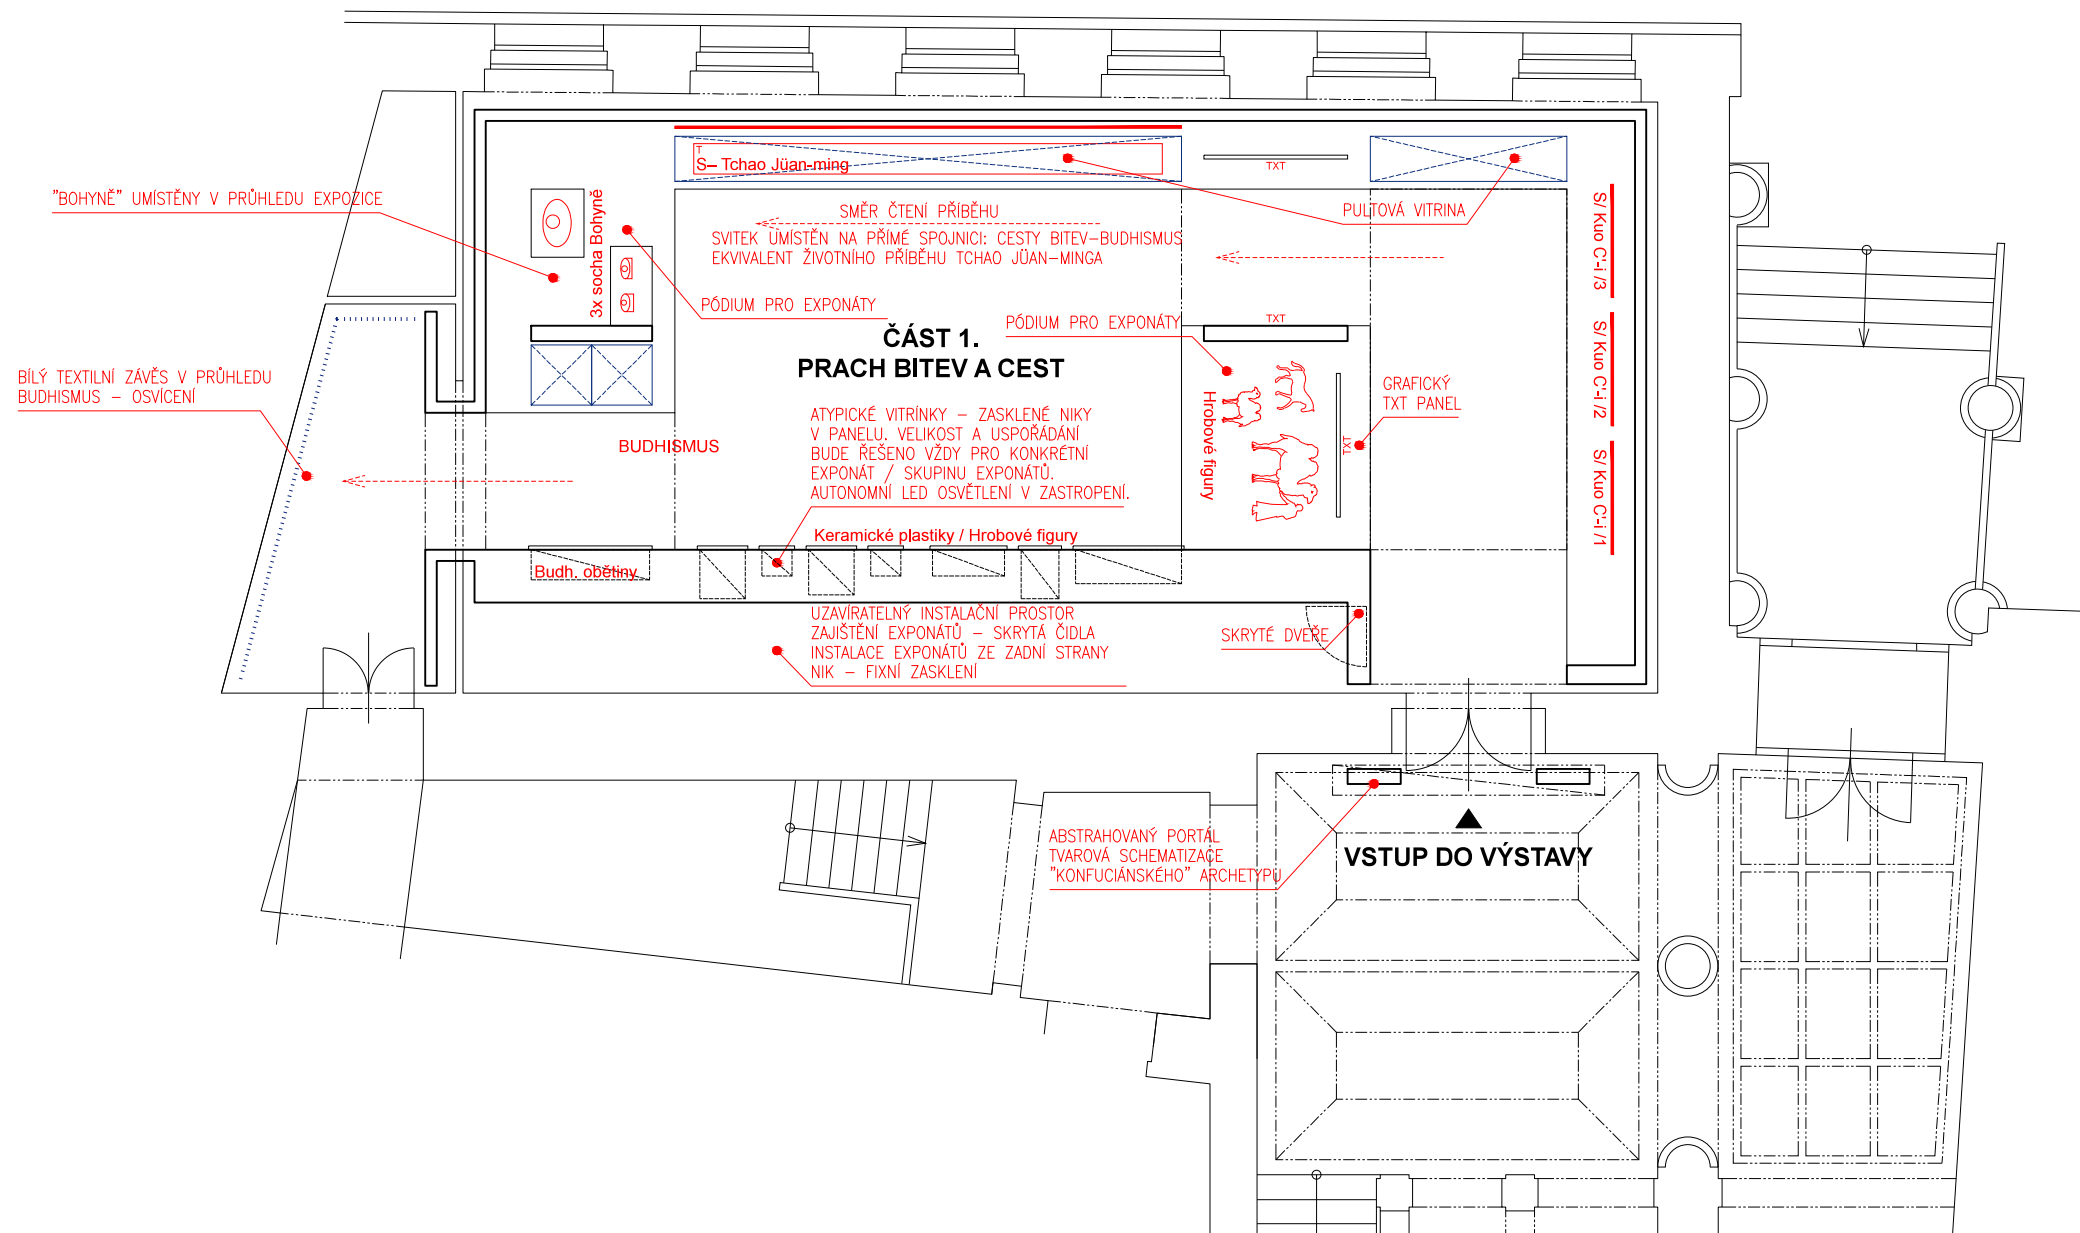 T
S– Tchao Jüan-ming
TXT
"BOHYNĚ" UMÍSTĚNY V PRŮHLEDU EXPOZICE
3x socha Bohyně
SMĚR ČTENÍ PŘÍBĚHU
SVITEK UMÍSTĚN NA PŘÍMÉ SPOJNICI: CESTY BITEV–BUDHISMUS
EKVIVALENT ŽIVOTNÍHO PŘÍBĚHU TCHAO JÜAN–MINGA
PULTOVÁ VITRINA
S/ Kuo C'-i /3
S/ Kuo C'-i /2
S/ Kuo C'-i /1
PÓDIUM PRO EXPONÁTY
PÓDIUM PRO EXPONÁTY
TXT
ČÁST 1.
PRACH BITEV A CEST
BÍLÝ TEXTILNÍ ZÁVĚS V PRŮHLEDU
BUDHISMUS – OSVÍCENÍ
GRAFICKÝ
TXT PANEL
TXT
Hrobové figury
BUDHISMUS
ATYPICKÉ VITRÍNKY – ZASKLENÉ NIKY
V PANELU. VELIKOST A USPOŘÁDÁNÍ
BUDE ŘEŠENO VŽDY PRO KONKRÉTNÍ
EXPONÁT / SKUPINU EXPONÁTŮ.
AUTONOMNÍ LED OSVĚTLENÍ V ZASTROPENÍ.
Keramické plastiky / Hrobové figury
Budh. obětiny
UZAVÍRATELNÝ INSTALAČNÍ PROSTOR
ZAJIŠTĚNÍ EXPONÁTŮ – SKRYTÁ ČIDLA
INSTALACE EXPONÁTŮ ZE ZADNÍ STRANY
NIK – FIXNÍ ZASKLENÍ
SKRYTÉ DVEŘE
ABSTRAHOVANÝ PORTÁL
TVAROVÁ SCHEMATIZACE
"KONFUCIÁNSKÉHO" ARCHETYPU
VSTUP DO VÝSTAVY